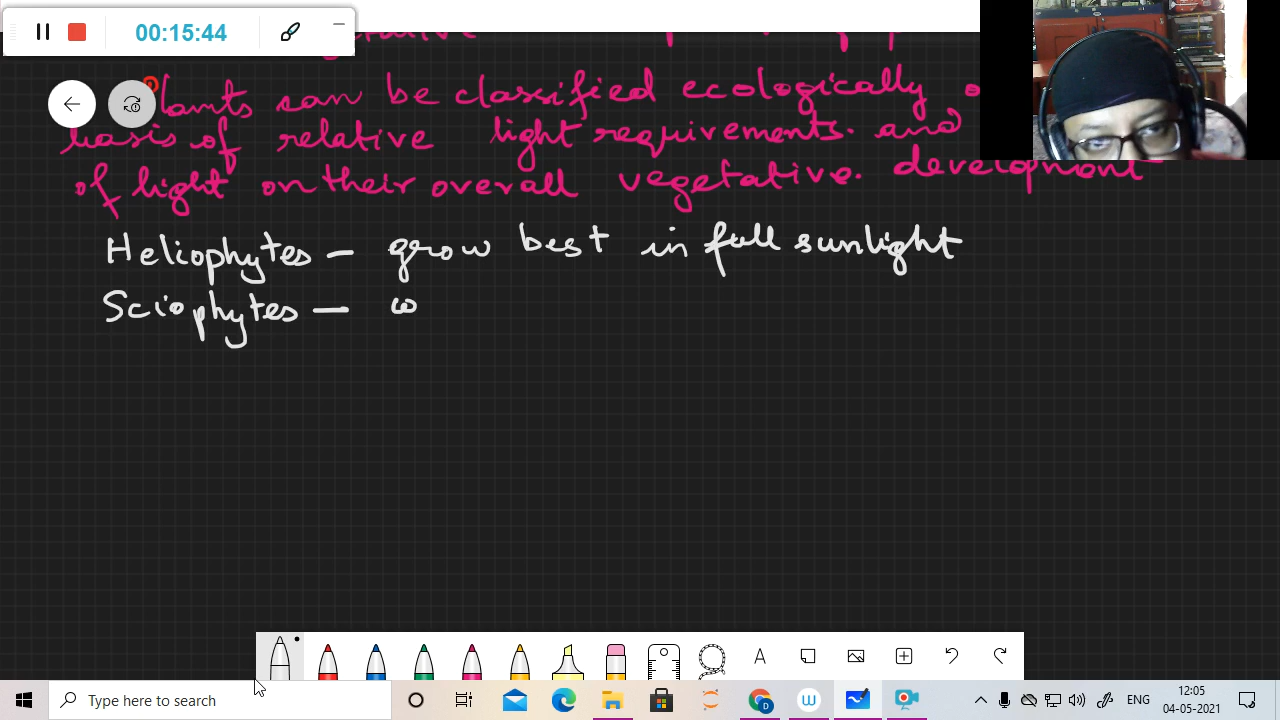 00:15:44
Plants can be classified ecologically
basis of relative light requirements. and
of light on their overall vegetative. development
Heliophytes - grow best in full sunlight
Sciophytes -
A
Type here to search
ENG
12:05
04-05-2021